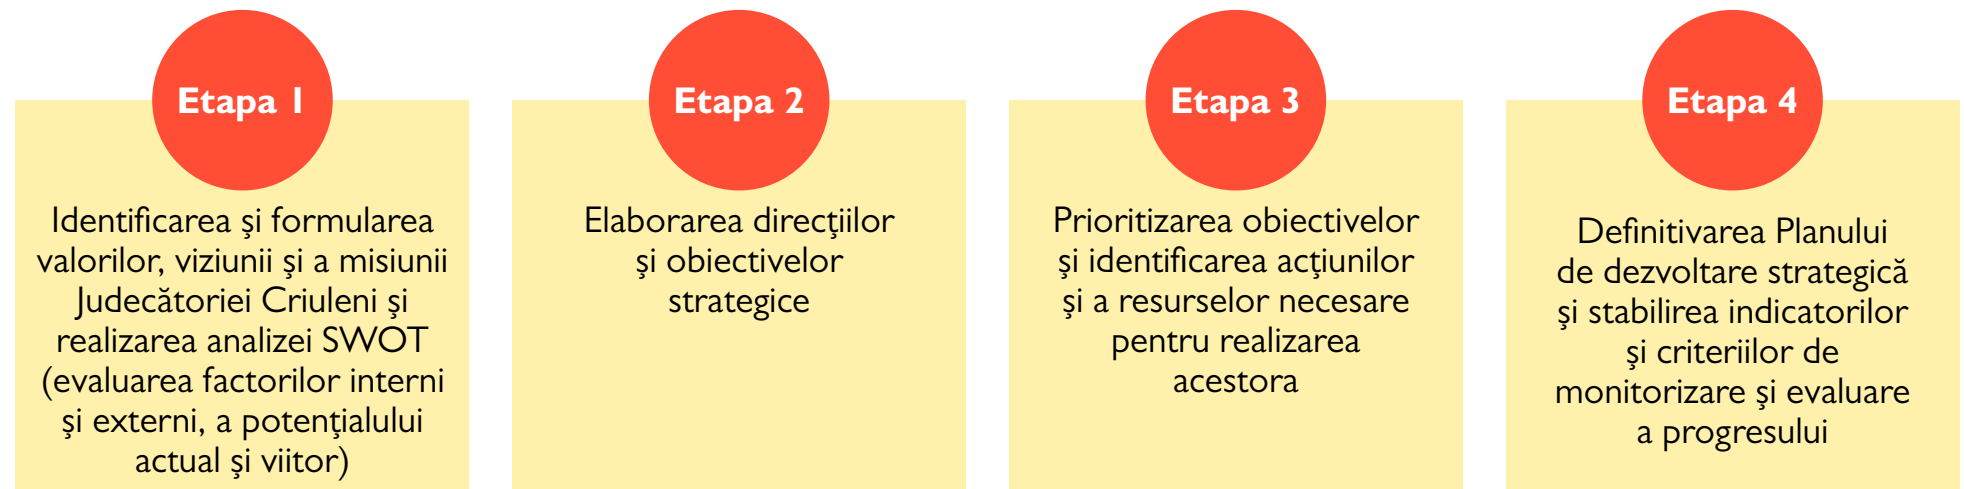 Etapa 1
Identificarea şi formularea
valorilor, viziunii şi a misiunii
Judecătoriei Criuleni şi
realizarea analizei SWOT
(evaluarea factorilor interni
şi externi, a potenţialului
actual şi viitor)
Etapa 2
Elaborarea direcţiilor
şi obiectivelor
strategice
Etapa 3
Prioritizarea obiectivelor
şi identificarea acţiunilor
şi a resurselor necesare
pentru realizarea
acestora
Etapa 4
Definitivarea Planului
de dezvoltare strategică
şi stabilirea indicatorilor
şi criteriilor de
monitorizare şi evaluare
a progresului